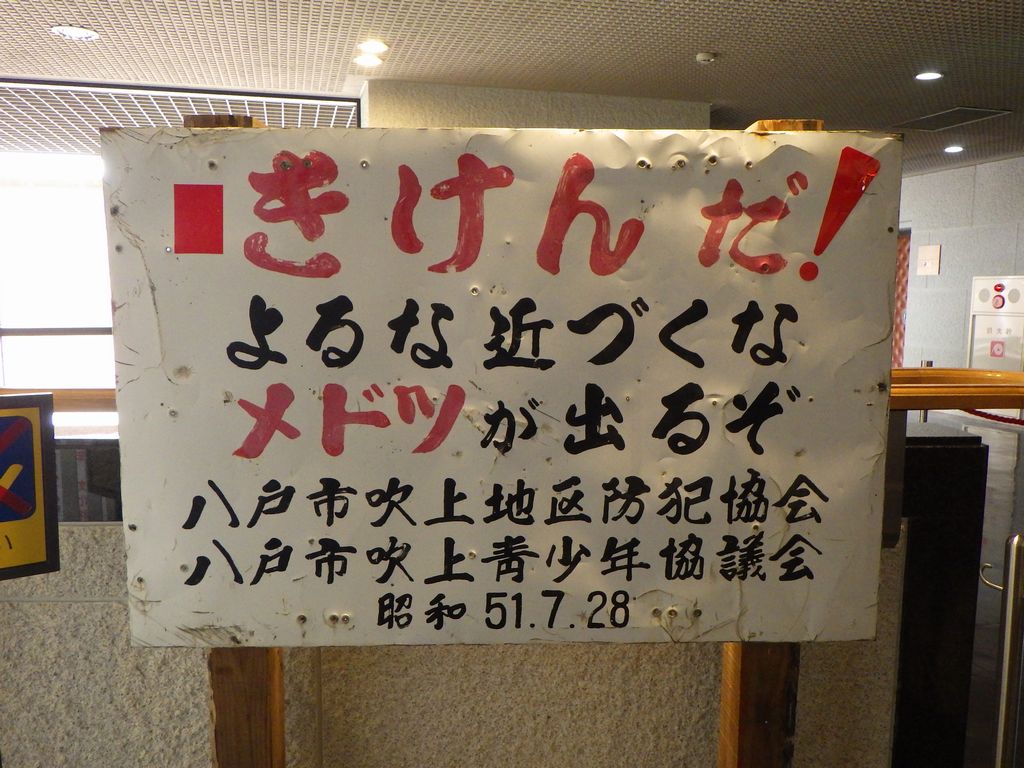 きけんだ!
よるな近づくな
メドツが出るぞ
八戸市吹上地区防犯協会
八戸市吹上青少年協議会
昭和 51.7.28